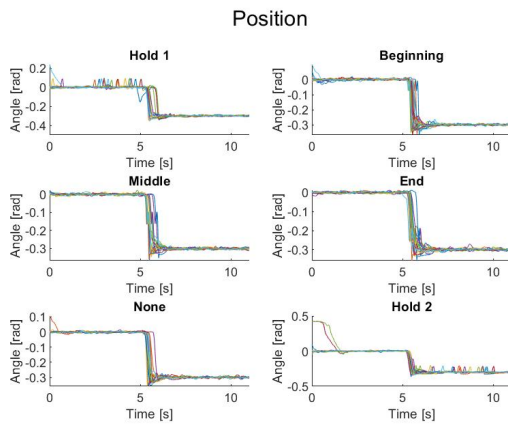 Position
Hold 1
Beginning
Angle [rad]
0.2
0
-0.2
-0.4
0 5 10
Time [s]
Angle [rad]
0.1
0
-0.1
-0.2
-0.3
0 5 10
Time [s]
Middle
End
Angle [rad]
0
-0.1
-0.2
-0.3
0 5 10
Time [s]
Angle [rad]
0
-0.1
-0.2
-0.3
0 5 10
Time [s]
None
Hold 2
Angle [rad]
0.1
0
-0.1
-0.2
-0.3
0 5 10
Time [s]
Angle [rad]
0.5
0
-0.5
0 5 10
Time [s]